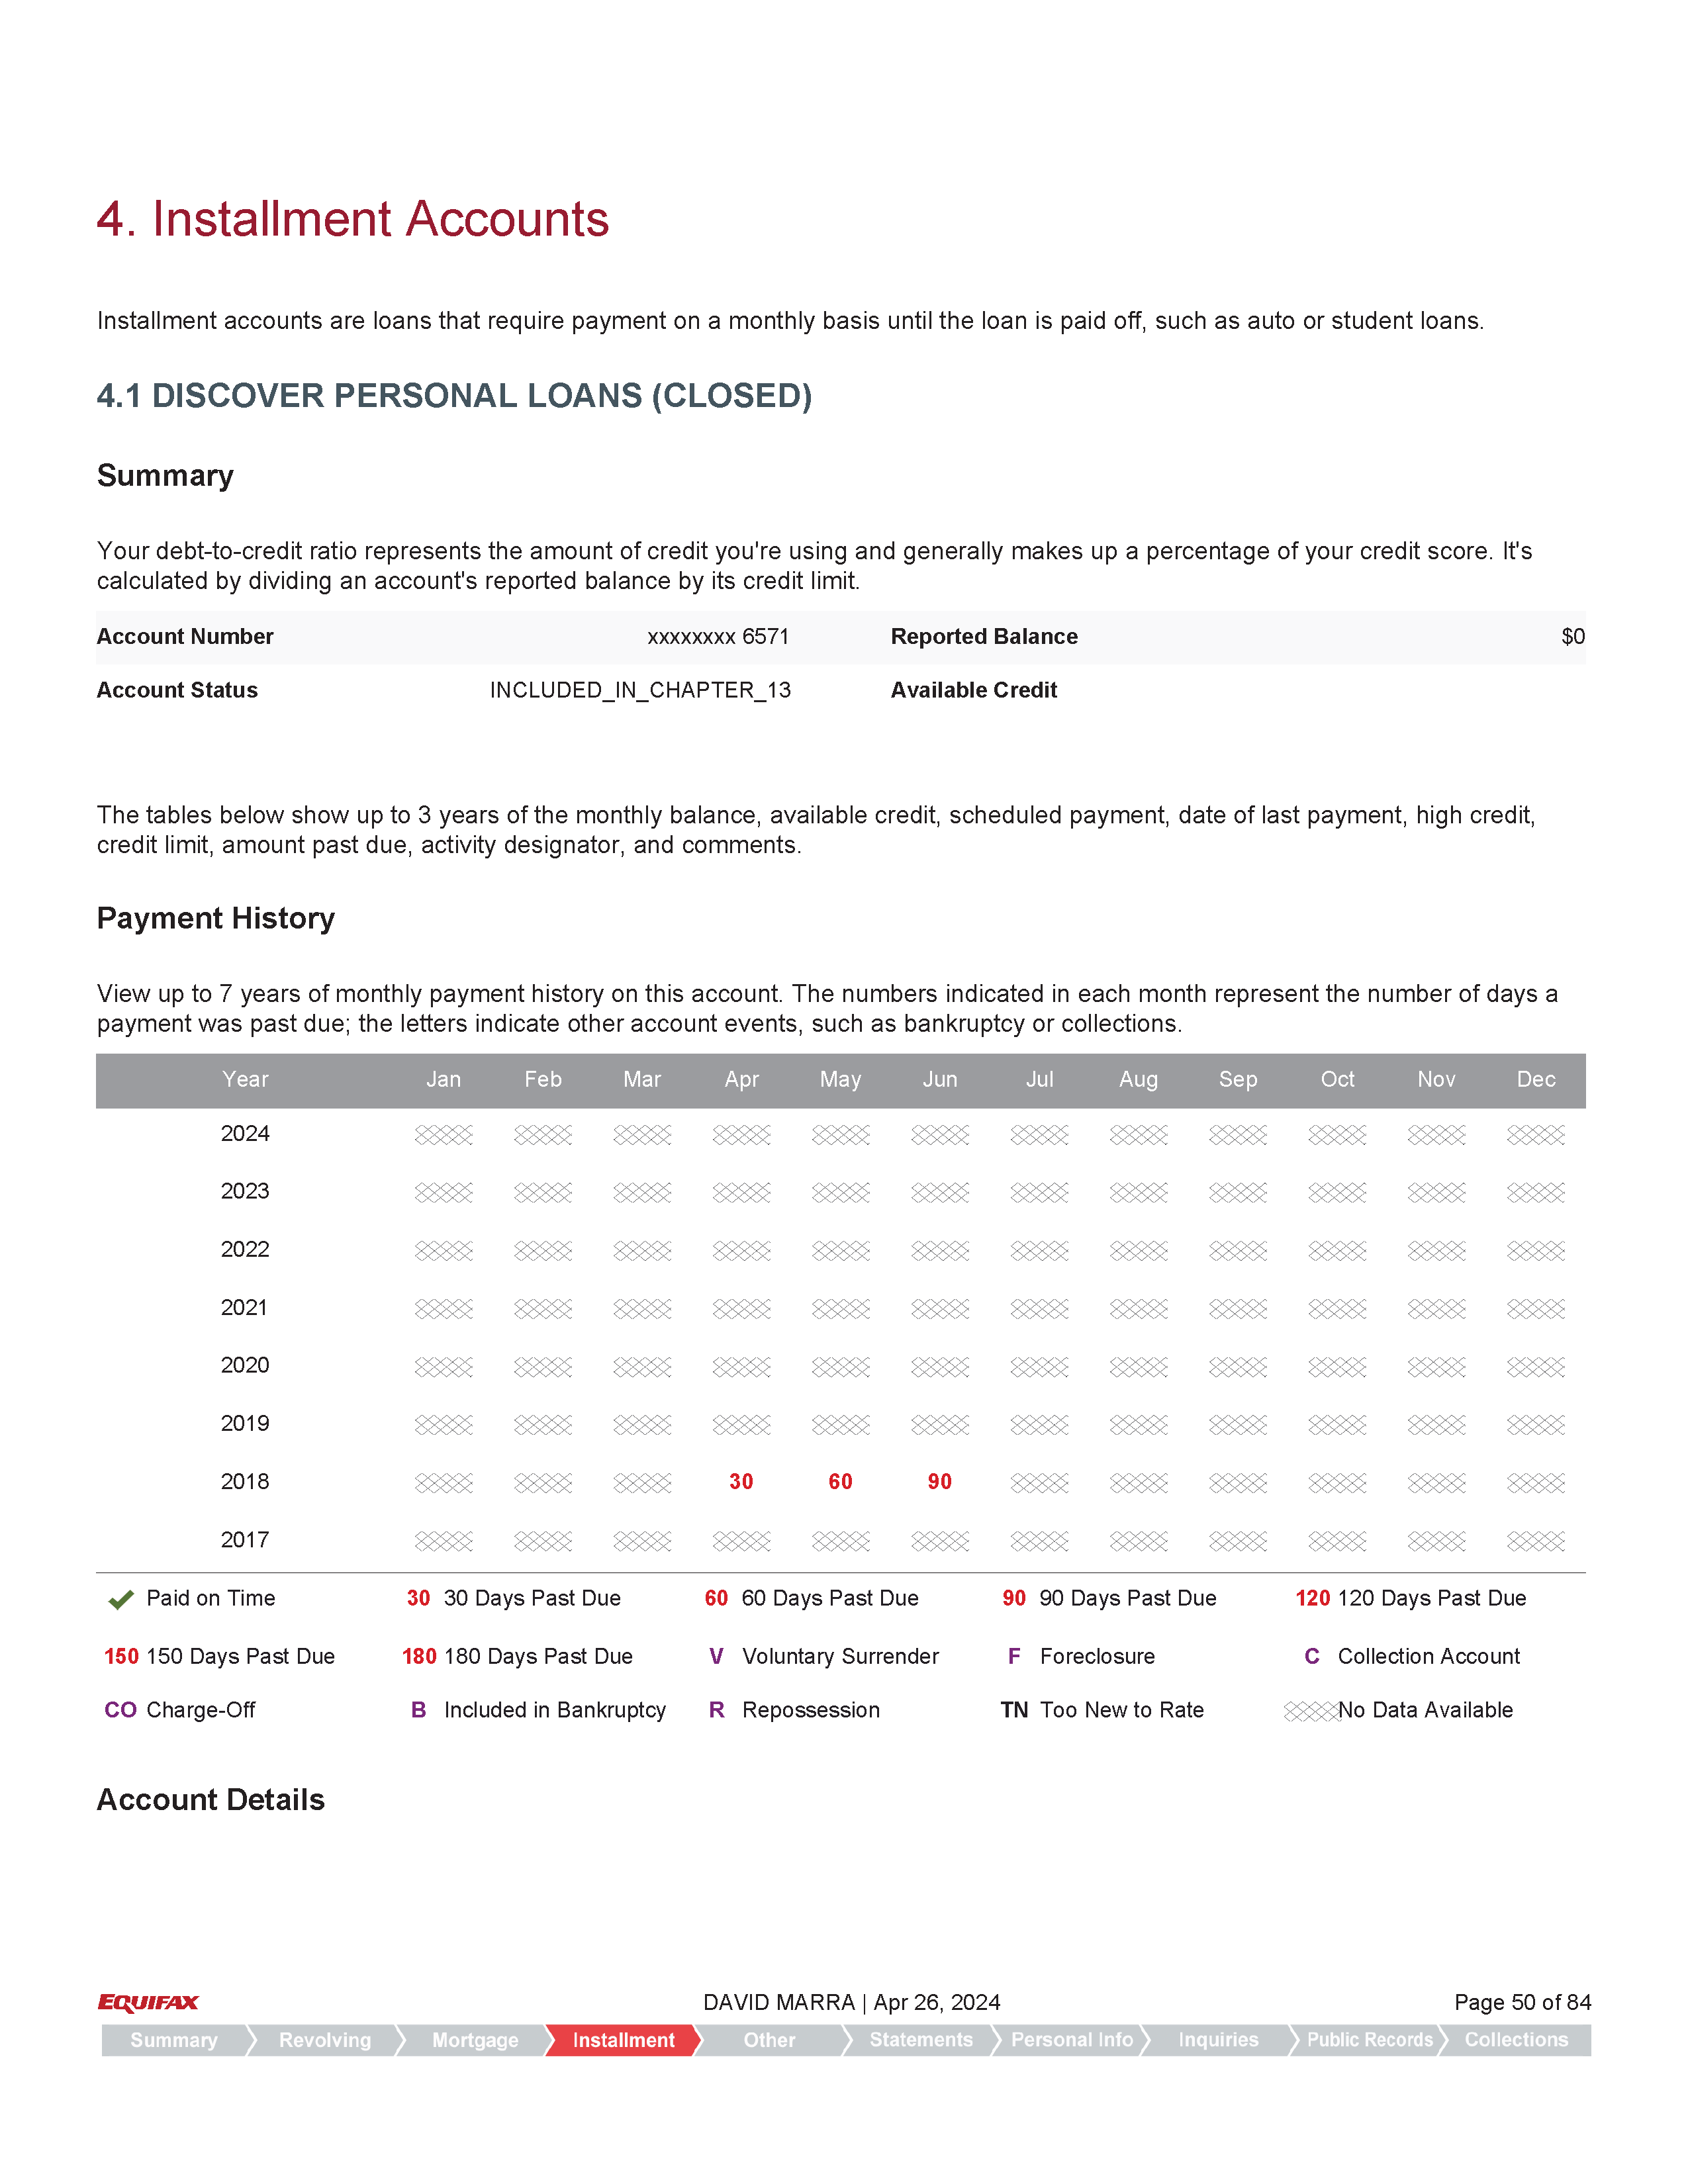 4. Installment Accounts
Installment accounts are loans that require payment on a monthly basis until the loan is paid off, such as auto or student loans.
4.1 DISCOVER PERSONAL LOANS (CLOSED)
Summary
Your debt-to-credit ratio represents the amount of credit you're using and generally makes up a percentage of your credit score. It's
calculated by dividing an account's reported balance by its credit limit.
Account Number xxxxxxxx 6571 Reported Balance $0
Account Status INCLUDED_IN_CHAPTER_13 Available Credit
The tables below show up to 3 years of the monthly balance, available credit, scheduled payment, date of last payment, high credit,
credit limit, amount past due, activity designator, and comments.
Payment History
View up to 7 years of monthly payment history on this account. The numbers indicated in each month represent the number of days a
payment was past due; the letters indicate other account events, such as bankruptcy or collections.
Year Jan Feb Mar Apr May Jun Jul Aug Sep Oct Nov Dec
2024
2023
2022
2021
2020
2019
2018 30 60 90
2017
Paid on Time 30 30 Days Past Due 60 60 Days Past Due 90 90 Days Past Due 120 120 Days Past Due
150 150 Days Past Due 180 180 Days Past Due V Voluntary Surrender F Foreclosure C Collection Account
CO Charge-Off B Included in Bankruptcy R Repossession TN Too New to Rate No Data Available
Account Details
EQUIFAX DAVID MARRA | Apr 26, 2024 Page 50 of 84
Summary Revolving Mortgage Installment Other Statements Personal Info Inquiries Public Records Collections